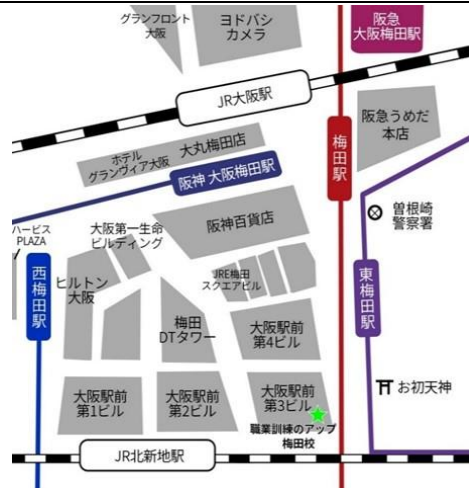 グランフロント
大阪
ヨドバシ
カメラ
阪急
大阪梅田駅
JR大阪駅
阪急うめだ
本店
ホテル
グランヴィア大阪
大丸梅田店
阪神 大阪梅田駅
梅田駅
曽根崎
警察署
ハービス
PLAZA
大阪第一生命
ビルディング
阪神百貨店
西梅田駅
ヒルトン
大阪
JRE梅田
スクエアビル
東梅田駅
梅田
DTタワー
大阪駅前
第4ビル
お初天神
大阪駅前
第1ビル
大阪駅前
第2ビル
大阪駅前
第3ビル
職業訓練のアップ
梅田校
JR北新地駅